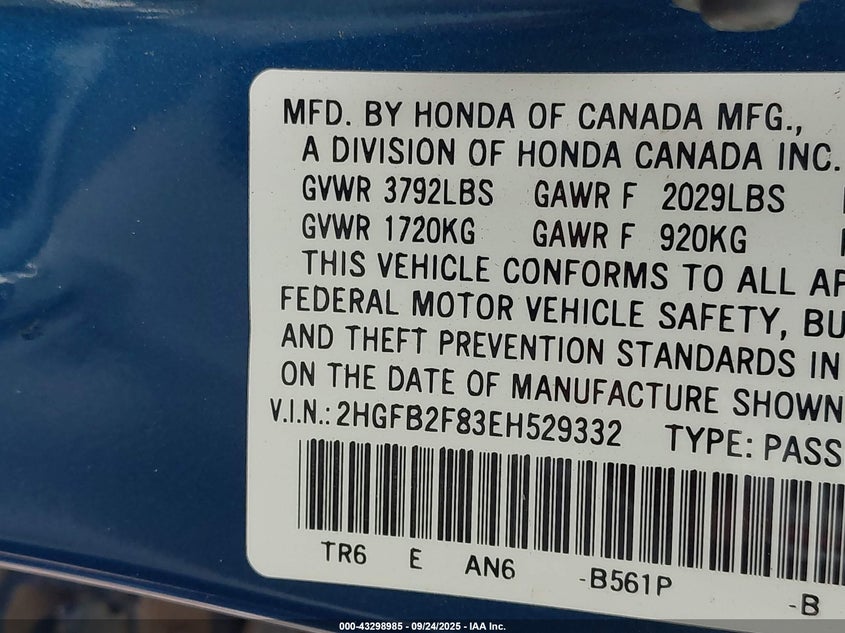 MFD. BY HONDA OF CANADA MFG.,
A DIVISION OF HONDA CANADA INC.
GVWR 3792LBS GAWR F 2029LBS
GVWR 1720KG GAWR F 920KG
THIS VEHICLE CONFORMS TO ALL AP
FEDERAL MOTOR VEHICLE SAFETY, BU
AND THEFT PREVENTION STANDARDS IN
ON THE DATE OF MANUFACTURE SHOWN
V.I.N.: 2HGFB2F83EH529332 TYPE: PASS
TR6 E AN6 -B561P -B
000-43298985 - 09/24/2025 - IAA Inc.